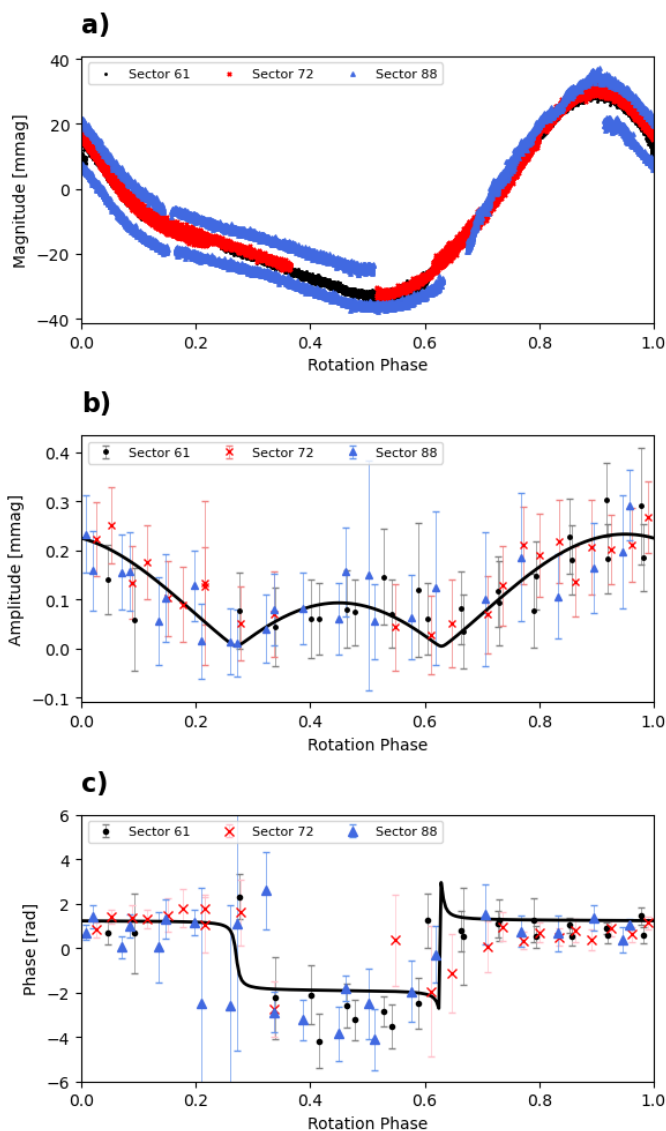 a)
40
20
0
−20
−40
Magnitude [mmag]
Sector 61 Sector 72 Sector 88
0.0 0.2 0.4 0.6 0.8 1.0
Rotation Phase
b)
0.4
0.3
0.2
0.1
0.0
−0.1
Amplitude [mmag]
Sector 61 Sector 72 Sector 88
0.0 0.2 0.4 0.6 0.8 1.0
Rotation Phase
c)
6
4
2
0
−2
−4
−6
Phase [rad]
Sector 61 Sector 72 Sector 88
0.0 0.2 0.4 0.6 0.8 1.0
Rotation Phase